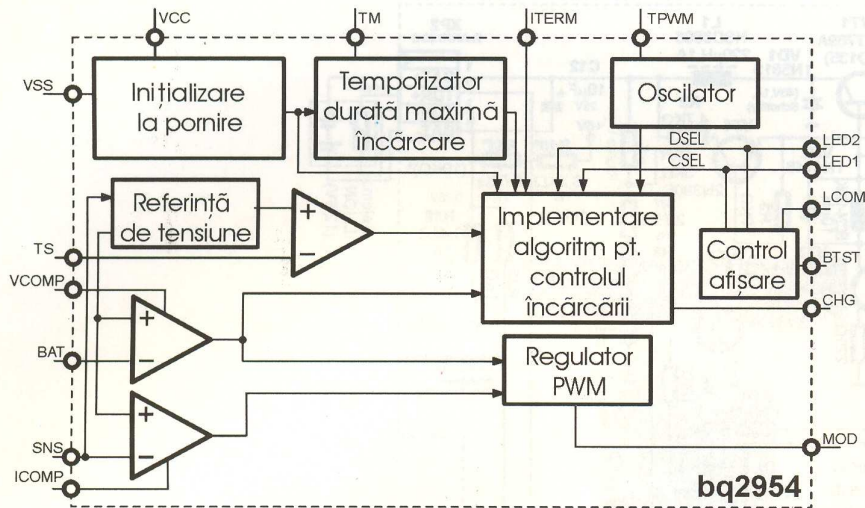 VCC
TM
ITERM
TPWM
VSS
Inițializare
la pornire
Temporizator
durată maximă
încărcare
Oscilator
DSEL
CSEL
LED2
LED1
LCOM
Referință
de tensiune
+
−
Implementare
algoritm pt.
controlul
încărcării
Control
afișare
TS
VCOMP
BTST
CHG
+
−
BAT
Regulator
PWM
+
−
SNS
ICOMP
MOD
bq2954